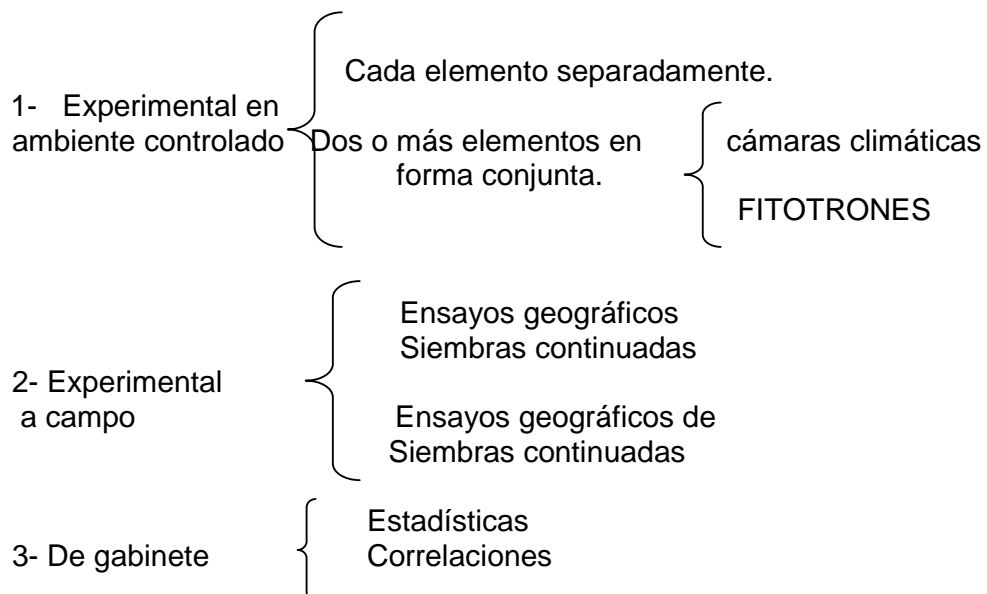 Cada elemento separadamente.
1- Experimental en
ambiente controlado
Dos o más elementos en
forma conjunta.
cámaras climáticas
FITOTRONES
Ensayos geográficos
Siembras continuadas
2- Experimental
a campo
Ensayos geográficos de
Siembras continuadas
Estadísticas
3- De gabinete
Correlaciones